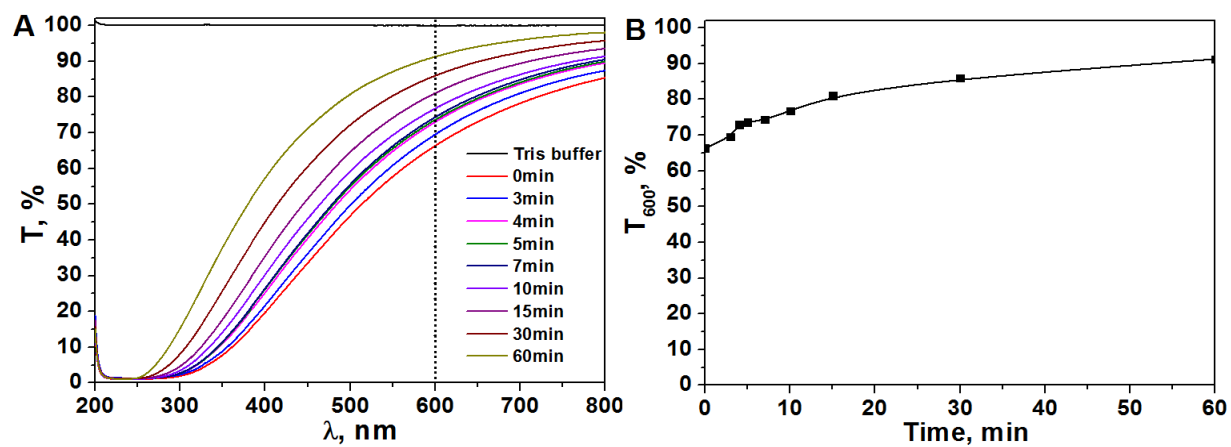 A
T, %
100
90
80
70
60
50
40
30
20
10
0
200 300 400 500 600 700 800
λ, nm
Tris buffer
0min
3min
4min
5min
7min
10min
15min
30min
60min
B
T600, %
100
90
80
70
60
50
40
30
20
10
0
0 10 20 30 40 50 60
Time, min